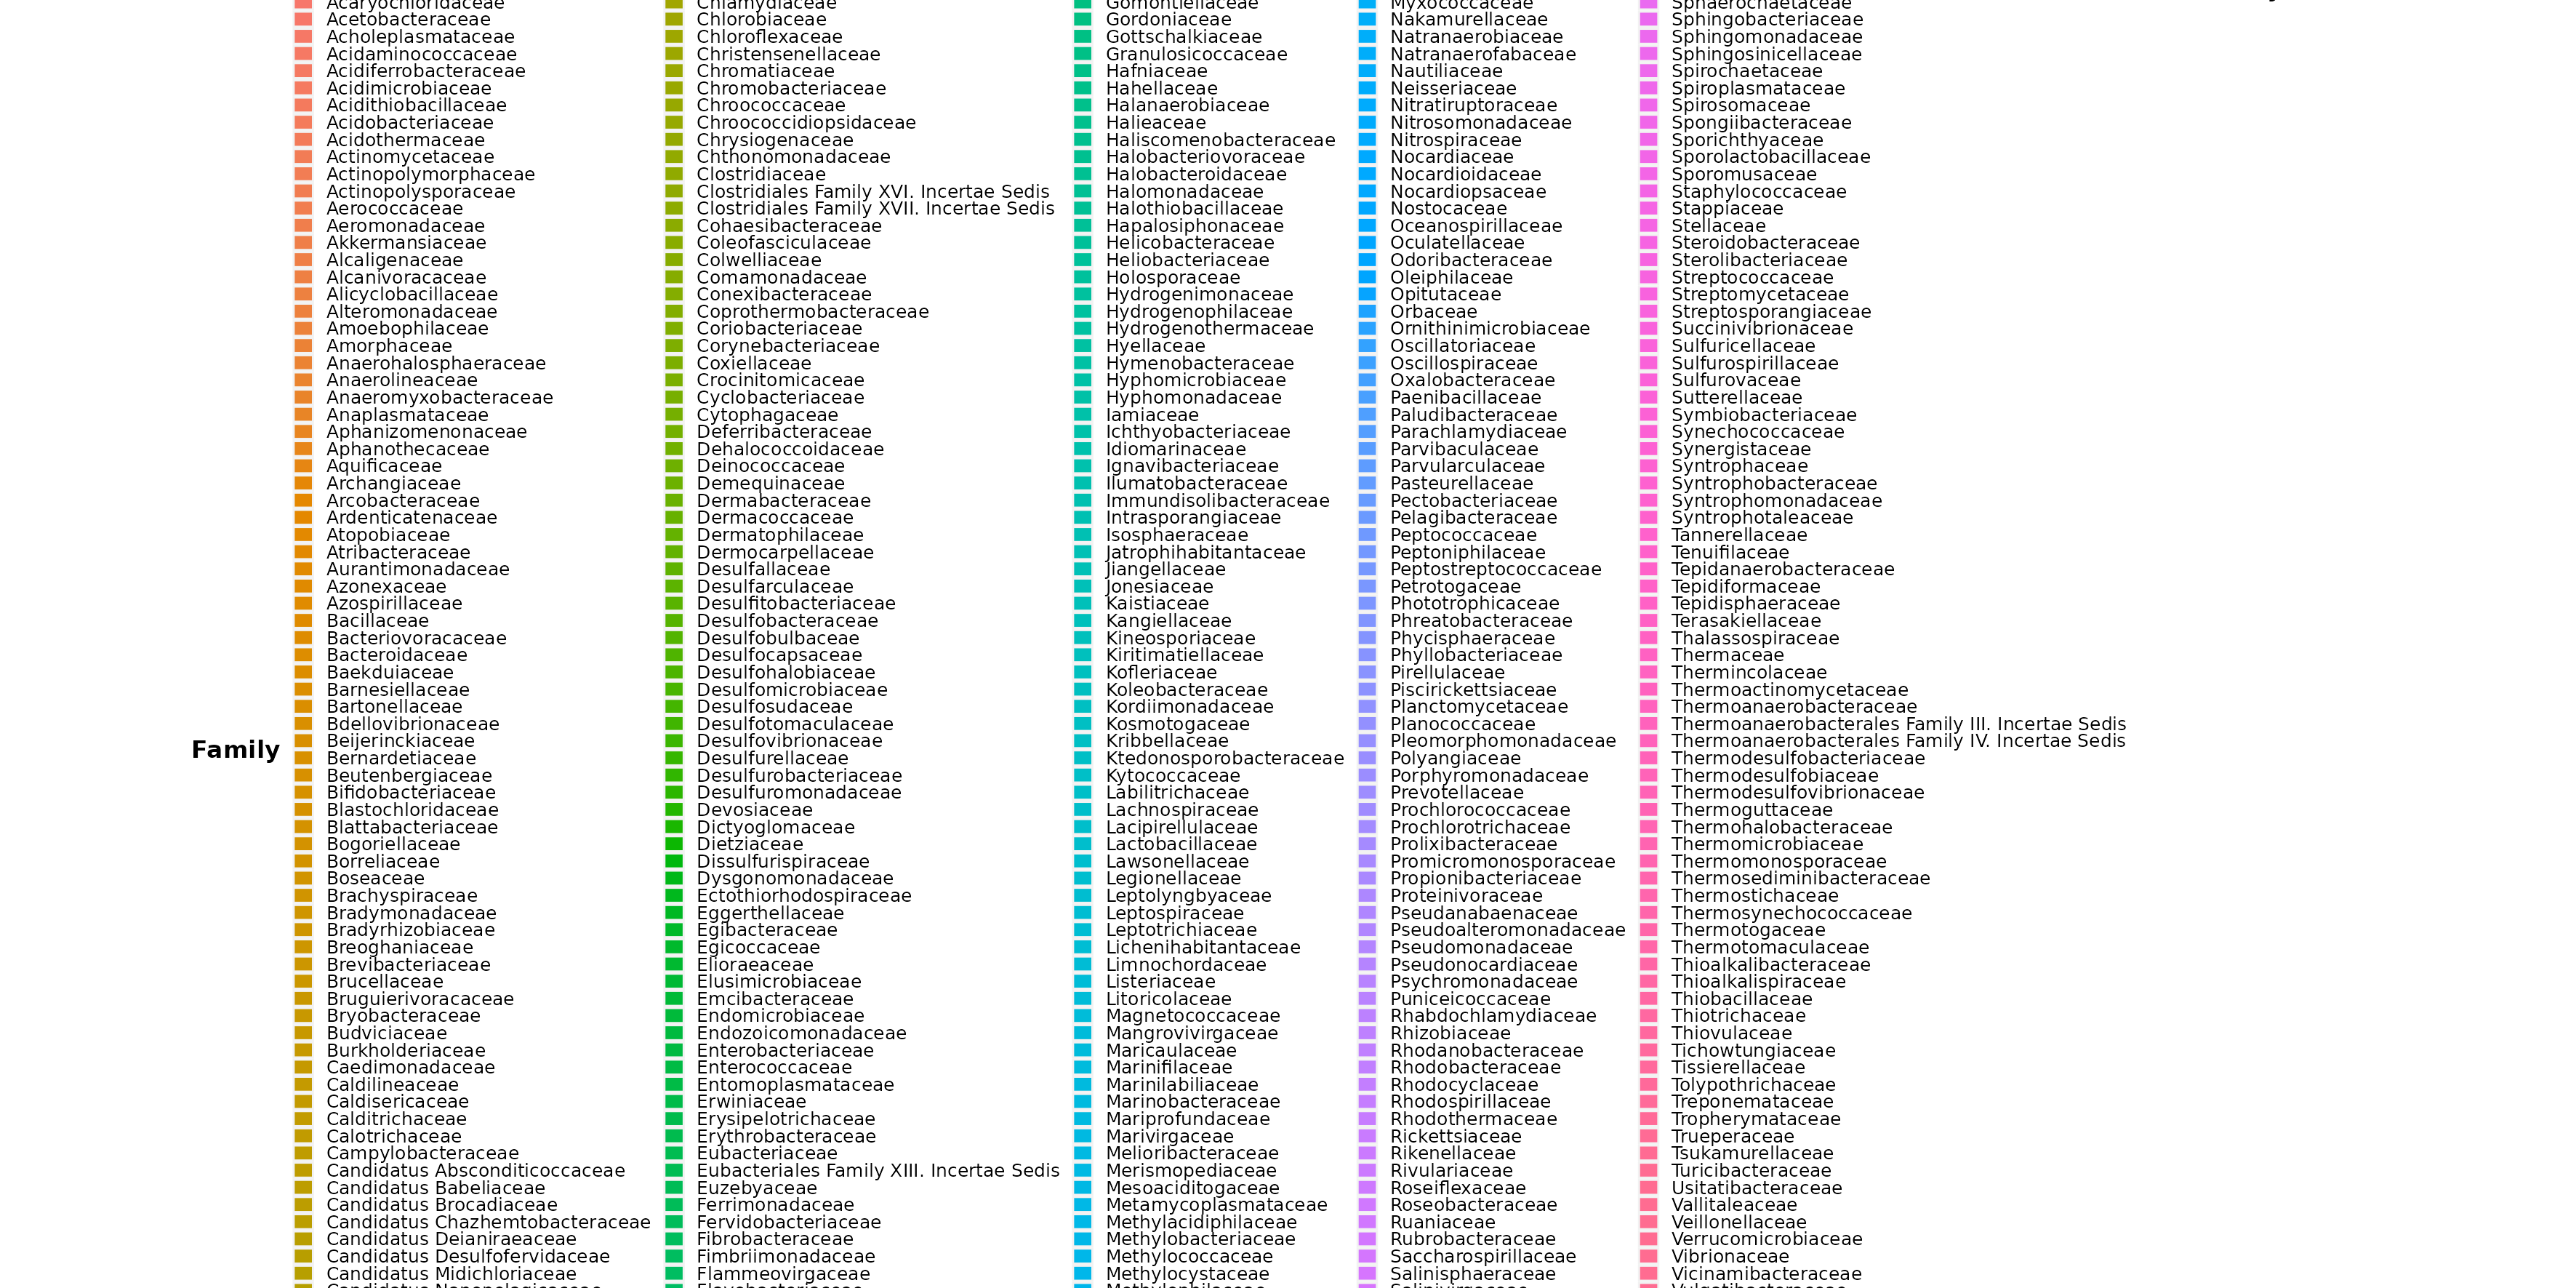 Acaryochloridaceae
Acetobacteraceae
Acholeplasmataceae
Acidaminococcaceae
Acidiferrobacteraceae
Acidimicrobiaceae
Acidithiobacillaceae
Acidobacteriaceae
Acidothermaceae
Actinomycetaceae
Actinopolymorphaceae
Actinopolysporaceae
Aerococcaceae
Aeromonadaceae
Akkermansiaceae
Alcaligenaceae
Alcanivoracaceae
Alicyclobacillaceae
Alteromonadaceae
Amoebophilaceae
Amorphaceae
Anaerohalosphaeraceae
Anaerolineaceae
Anaeromyxobacteraceae
Anaplasmataceae
Aphanizomenonaceae
Aphanothecaceae
Aquificaceae
Archangiaceae
Arcobacteraceae
Ardenticatenaceae
Atopobiaceae
Atribacteraceae
Aurantimonadaceae
Azonexaceae
Azospirillaceae
Bacillaceae
Bacteriovoracaceae
Bacteroidaceae
Baekduiaceae
Barnesiellaceae
Bartonellaceae
Bdellovibrionaceae
Beijerinckiaceae
Family
Bernardetiaceae
Beutenbergiaceae
Bifidobacteriaceae
Blastochloridaceae
Blattabacteriaceae
Bogoriellaceae
Borreliaceae
Boseaceae
Brachyspiraceae
Bradymonadaceae
Bradyrhizobiaceae
Breoghaniaceae
Brevibacteriaceae
Brucellaceae
Bruguierivoracaceae
Bryobacteraceae
Budviciaceae
Burkholderiaceae
Caedimonadaceae
Caldilineaceae
Caldisericaceae
Calditrichaceae
Calotrichaceae
Campylobacteraceae
Candidatus Absconditicoccaceae
Candidatus Babeliaceae
Candidatus Brocadiaceae
Candidatus Chazhemtobacteraceae
Candidatus Deianiraeaceae
Candidatus Desulfofervidaceae
Candidatus Midichloriaceae
Chlamydiaceae
Chlorobiaceae
Chloroflexaceae
Christensenellaceae
Chromatiaceae
Chromobacteriaceae
Chroococcaceae
Chroococcidiopsidaceae
Chrysiogenaceae
Chthonomonadaceae
Clostridiaceae
Clostridiales Family XVI. Incertae Sedis
Clostridiales Family XVII. Incertae Sedis
Cohaesibacteraceae
Coleofasciculaceae
Colwelliaceae
Comamonadaceae
Conexibacteraceae
Coprothermobacteraceae
Coriobacteriaceae
Corynebacteriaceae
Coxiellaceae
Crocinitomicaceae
Cyclobacteriaceae
Cytophagaceae
Deferribacteraceae
Dehalococcoidaceae
Deinococcaceae
Demequinaceae
Dermabacteraceae
Dermacoccaceae
Dermatophilaceae
Dermocarpellaceae
Desulfallaceae
Desulfarculaceae
Desulfitobacteriaceae
Desulfobacteraceae
Desulfobulbaceae
Desulfocapsaceae
Desulfohalobiaceae
Desulfomicrobiaceae
Desulfosudaceae
Desulfotomaculaceae
Desulfovibrionaceae
Desulfurellaceae
Desulfurobacteriaceae
Desulfuromonadaceae
Devosiaceae
Dictyoglomaceae
Dietziaceae
Dissulfurispiraceae
Dysgonomonadaceae
Ectothiorhodospiraceae
Eggerthellaceae
Egibacteraceae
Egicoccaceae
Elioraeaceae
Elusimicrobiaceae
Emcibacteraceae
Endomicrobiaceae
Endozoicomonadaceae
Enterobacteriaceae
Enterococcaceae
Entomoplasmataceae
Erwiniaceae
Erysipelotrichaceae
Erythrobacteraceae
Eubacteriaceae
Eubacteriales Family XIII. Incertae Sedis
Euzebyaceae
Ferrimonadaceae
Fervidobacteriaceae
Fibrobacteraceae
Fimbriimonadaceae
Flammeovirgaceae
Gomontiellaceae
Gordoniaceae
Gottschalkiaceae
Granulosicoccaceae
Hafniaceae
Hahellaceae
Halanaerobiaceae
Halieaceae
Haliscomenobacteraceae
Halobacteriovoraceae
Halobacteroidaceae
Halomonadaceae
Halothiobacillaceae
Hapalosiphonaceae
Helicobacteraceae
Heliobacteriaceae
Holosporaceae
Hydrogenimonaceae
Hydrogenophilaceae
Hydrogenothermaceae
Hyellaceae
Hymenobacteraceae
Hyphomicrobiaceae
Hyphomonadaceae
Iamiaceae
Ichthyobacteriaceae
Idiomarinaceae
Ignavibacteriaceae
Ilumatobacteraceae
Immundisolibacteraceae
Intrasporangiaceae
Isosphaeraceae
Jatrophihabitantaceae
Jiangellaceae
Jonesiaceae
Kaistiaceae
Kangiellaceae
Kineosporiaceae
Kiritimatiellaceae
Kofleriaceae
Koleobacteraceae
Kordiimonadaceae
Kosmotogaceae
Kribbellaceae
Ktedonosporobacteraceae
Kytococcaceae
Labilitrichaceae
Lachnospiraceae
Lacipirellulaceae
Lactobacillaceae
Lawsonellaceae
Legionellaceae
Leptolyngbyaceae
Leptospiraceae
Leptotrichiaceae
Lichenihabitantaceae
Limnochordaceae
Listeriaceae
Litoricolaceae
Magnetococcaceae
Mangrovivirgaceae
Maricaulaceae
Marinifilaceae
Marinilabiliaceae
Marinobacteraceae
Mariprofundaceae
Marivirgaceae
Melioribacteraceae
Merismopediaceae
Mesoaciditogaceae
Metamycoplasmataceae
Methylacidiphilaceae
Methylobacteriaceae
Methylococcaceae
Methylocystaceae
Myxococcaceae
Nakamurellaceae
Natranaerobiaceae
Natranaerofabaceae
Nautiliaceae
Neisseriaceae
Nitratiruptoraceae
Nitrosomonadaceae
Nitrospiraceae
Nocardiaceae
Nocardioidaceae
Nocardiopsaceae
Nostocaceae
Oceanospirillaceae
Oculatellaceae
Odoribacteraceae
Oleiphilaceae
Opitutaceae
Orbaceae
Ornithinimicrobiaceae
Oscillatoriaceae
Oscillospiraceae
Oxalobacteraceae
Paenibacillaceae
Paludibacteraceae
Parachlamydiaceae
Parvibaculaceae
Parvularculaceae
Pasteurellaceae
Pectobacteriaceae
Pelagibacteraceae
Peptococcaceae
Peptoniphilaceae
Peptostreptococcaceae
Petrotogaceae
Phototrophicaceae
Phreatobacteraceae
Phycisphaeraceae
Phyllobacteriaceae
Pirellulaceae
Piscirickettsiaceae
Planctomycetaceae
Planococcaceae
Pleomorphomonadaceae
Polyangiaceae
Porphyromonadaceae
Prevotellaceae
Prochlorococcaceae
Prochlorotrichaceae
Prolixibacteraceae
Promicromonosporaceae
Propionibacteriaceae
Proteinivoraceae
Pseudanabaenaceae
Pseudoalteromonadaceae
Pseudomonadaceae
Pseudonocardiaceae
Psychromonadaceae
Puniceicoccaceae
Rhabdochlamydiaceae
Rhizobiaceae
Rhodanobacteraceae
Rhodobacteraceae
Rhodocyclaceae
Rhodospirillaceae
Rhodothermaceae
Rickettsiaceae
Rikenellaceae
Rivulariaceae
Roseiflexaceae
Roseobacteraceae
Ruaniaceae
Rubrobacteraceae
Saccharospirillaceae
Salinisphaeraceae
Sphaerochaetaceae
Sphingobacteriaceae
Sphingomonadaceae
Sphingosinicellaceae
Spirochaetaceae
Spiroplasmataceae
Spirosomaceae
Spongiibacteraceae
Sporichthyaceae
Sporolactobacillaceae
Sporomusaceae
Staphylococcaceae
Stappiaceae
Stellaceae
Steroidobacteraceae
Sterolibacteriaceae
Streptococcaceae
Streptomycetaceae
Streptosporangiaceae
Succinivibrionaceae
Sulfuricellaceae
Sulfurospirillaceae
Sulfurovaceae
Sutterellaceae
Symbiobacteriaceae
Synechococcaceae
Synergistaceae
Syntrophaceae
Syntrophobacteraceae
Syntrophomonadaceae
Syntrophotaleaceae
Tannerellaceae
Tenuifilaceae
Tepidanaerobacteraceae
Tepidiformaceae
Tepidisphaeraceae
Terasakiellaceae
Thalassospiraceae
Thermaceae
Thermincolaceae
Thermoactinomycetaceae
Thermoanaerobacteraceae
Thermoanaerobacterales Family III. Incertae Sedis
Thermoanaerobacterales Family IV. Incertae Sedis
Thermodesulfobacteriaceae
Thermodesulfobiaceae
Thermodesulfovibrionaceae
Thermoguttaceae
Thermohalobacteraceae
Thermomicrobiaceae
Thermomonosporaceae
Thermosediminibacteraceae
Thermostichaceae
Thermosynechococcaceae
Thermotogaceae
Thermotomaculaceae
Thioalkalibacteraceae
Thioalkalispiraceae
Thiobacillaceae
Thiotrichaceae
Thiovulaceae
Tichowtungiaceae
Tissierellaceae
Tolypothrichaceae
Treponemataceae
Tropherymataceae
Trueperaceae
Tsukamurellaceae
Turicibacteraceae
Usitatibacteraceae
Vallitaleaceae
Veillonellaceae
Verrucomicrobiaceae
Vibrionaceae
Vicinamibacteraceae